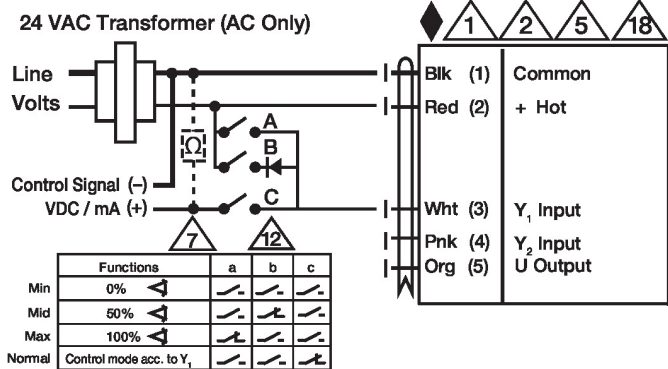 24 VAC Transformer (AC Only)
1 2 5 18
Line
Volts
Blk (1) Common
Red (2) + Hot
A
B
C
Ω
Control Signal (–)
VDC / mA (+)
Wht (3) Y₁ Input
Pnk (4) Y₂ Input
Org (5) U Output
7 12
Functions a b c
Min 0%
Mid 50%
Max 100%
Normal Control mode acc. to Y₁